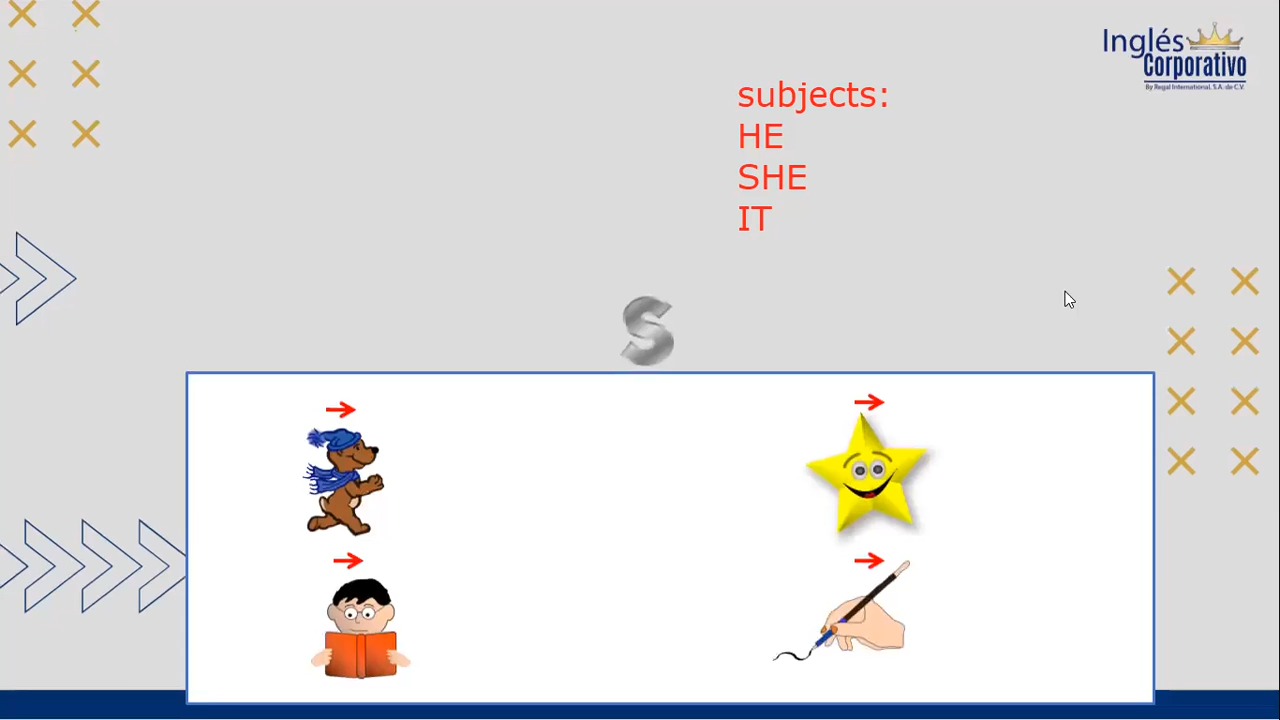 Inglés
Corporativo
By Regal International, S.A. de C.V.
subjects:
HE
SHE
IT
S